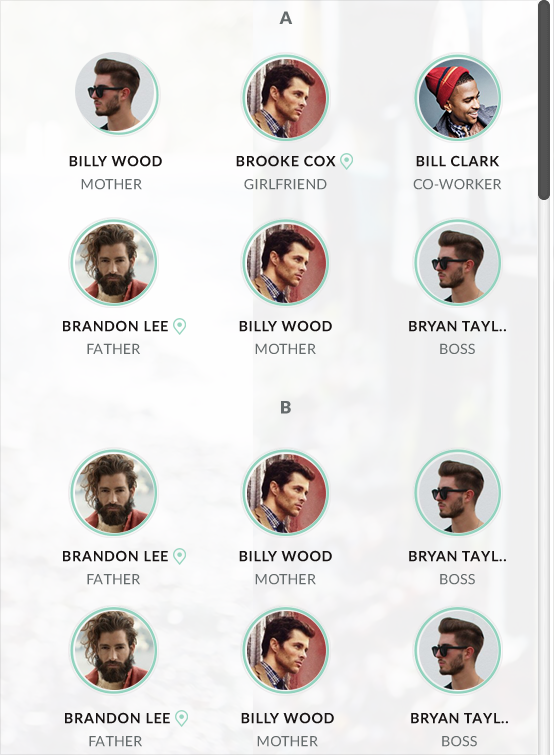 A
BILLY WOOD BROOKE COX BILL CLARK
MOTHER GIRLFRIEND CO-WORKER
BRANDON LEE BILLY WOOD BRYAN TAYL..
FATHER MOTHER BOSS
B
BRANDON LEE BILLY WOOD BRYAN TAYL..
FATHER MOTHER BOSS
BRANDON LEE BILLY WOOD BRYAN TAYL..
FATHER MOTHER BOSS